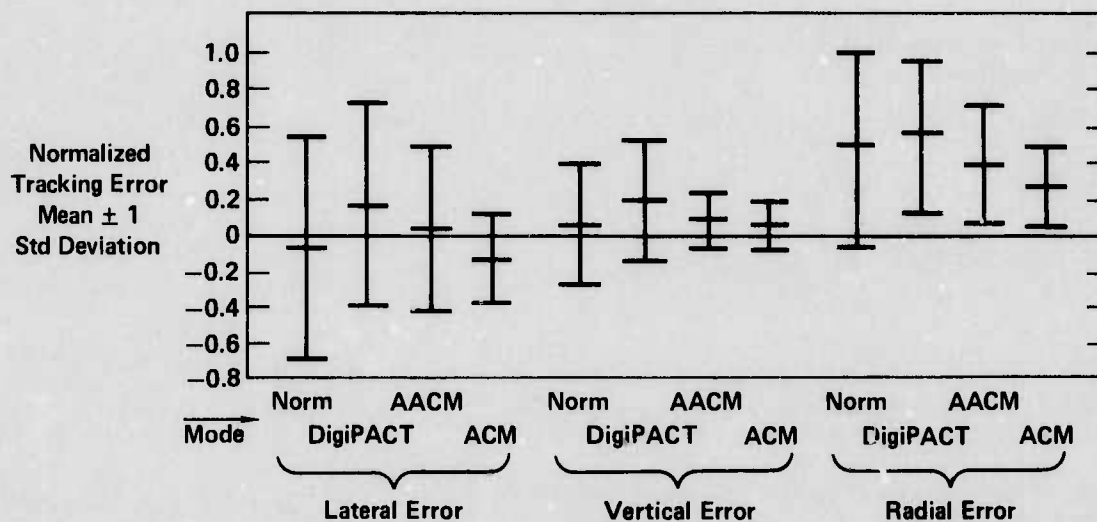 1.0
0.8
0.6
0.4
0.2
0
−0.2
−0.4
−0.6
−0.8
Normalized
Tracking Error
Mean ± 1
Std Deviation
Mode
Norm AACM Norm AACM Norm AACM
DigiPACT ACM DigiPACT ACM DigiPACT ACM
Lateral Error Vertical Error Radial Error